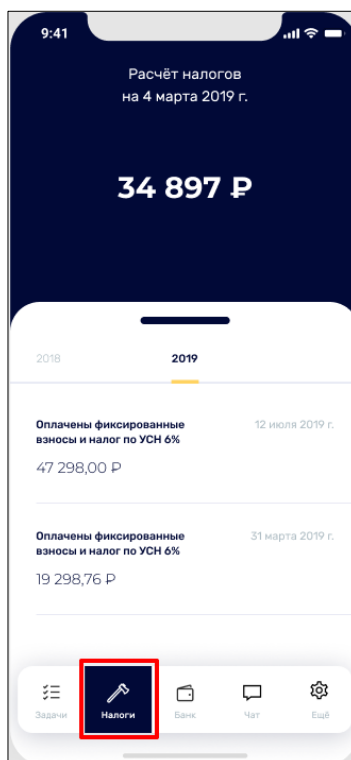 9:41
Расчёт налогов
на 4 марта 2019 г.
34 897 ₽
2018 2019
Оплачены фиксированные
взносы и налог по УСН 6%
12 июля 2019 г.
47 298,00 ₽
Оплачены фиксированные
взносы и налог по УСН 6%
31 марта 2019 г.
19 298,76 ₽
Задачи Налоги Банк Чат Ещё